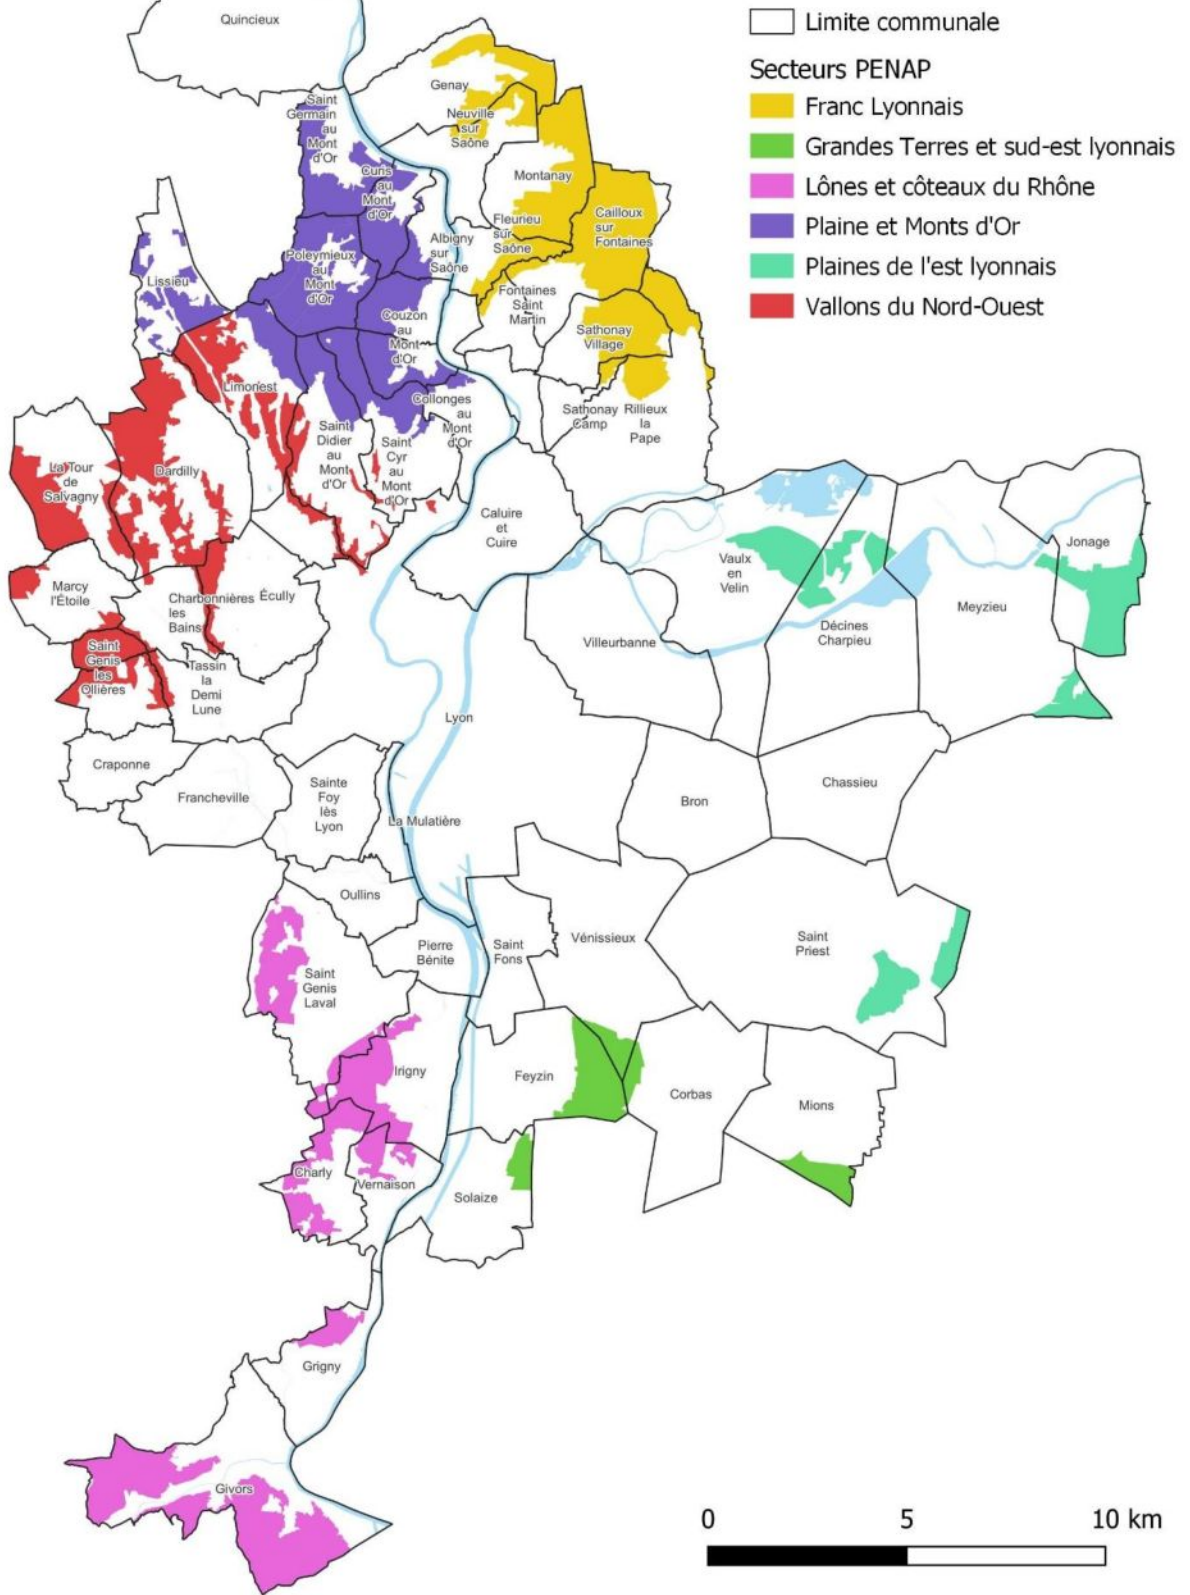 Quincieux
Limite communale
Secteurs PENAP
Franc Lyonnais
Grandes Terres et sud-est lyonnais
Lônes et côteaux du Rhône
Plaine et Monts d'Or
Plaines de l'est lyonnais
Vallons du Nord-Ouest
Genay
Saint
Germain
au
Mont
d'Or
Neuville
sur
Saône
Curis
au
Mont
d'Or
Montanay
Fleurieu
sur
Saône
Cailloux
sur
Fontaines
Albigny
sur
Saône
Poleymieux
au
Mont
d'Or
Lissieu
Fontaines
Saint
Martin
Couzon
au
Mont
d'Or
Sathonay
Village
Limonest
Collonges
au
Mont
d'Or
Sathonay
Camp
Rillieux
la
Pape
Saint
Didier
au
Mont
d'Or
Saint
Cyr
au
Mont
d'Or
La Tour
de
Salvagny
Dardilly
Caluire
et
Cuire
Vaulx
en
Velin
Jonage
Marcy
l'Étoile
Charbonnières
les
Bains
Écully
Meyzieu
Décines
Charpieu
Villeurbanne
Saint
Genis
les
Ollières
Tassin
la
Demi
Lune
Lyon
Craponne
Francheville
Sainte
Foy
lès
Lyon
La Mulatière
Bron
Chassieu
Oullins
Pierre
Bénite
Saint
Fons
Vénissieux
Saint
Priest
Saint
Genis
Laval
Irigny
Feyzin
Corbas
Mions
Charly
Vernaison
Solaize
Grigny
Givors
0 5 10 km